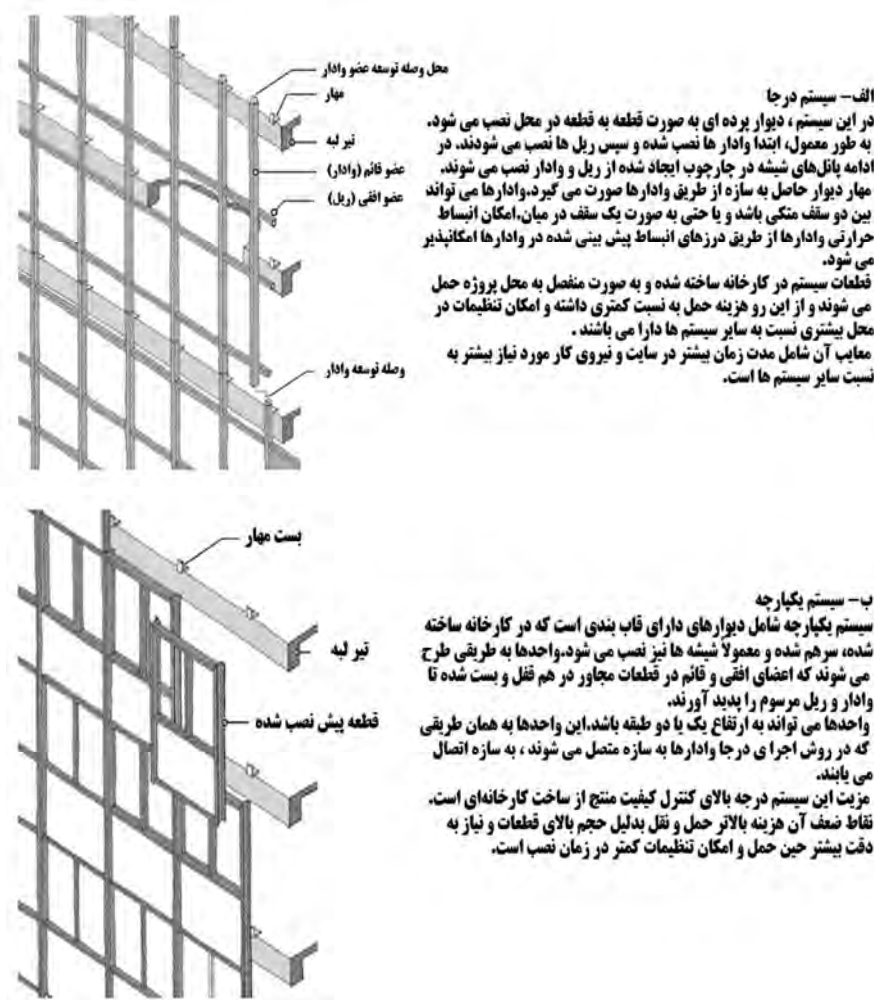 محل وصله توسعه عضو وادار
مهار
تیر لبه
عضو قائم (وادار)
عضو افقی (ریل)
وصله توسعه وادار
الف- سیستم درجا
در این سیستم ، دیوار پرده ای به صورت قطعه به قطعه در محل نصب می شود.
به طور معمول، ابتدا وادار ها نصب شده و سپس ریل ها نصب می شودند. در
ادامه پانل‌های شیشه در چارچوب ایجاد شده از ریل و وادار نصب می شوند.
مهار دیوار حاصل به سازه از طریق وادارها صورت می گیرد.وادارها می تواند
بین دو سقف متکی باشد و یا حتی به صورت یک سقف در میان.امکان انبساط
حرارتی وادارها از طریق درزهای انبساط پیش بینی شده در وادارها امکانپذیر
می شود.
قطعات سیستم در کارخانه ساخته شده و به صورت منفصل به محل پروژه حمل
می شوند و از این رو هزینه حمل به نسبت کمتری داشته و امکان تنظیمات در
محل بیشتری نسبت به سایر سیستم ها دارا می باشند .
معایب آن شامل مدت زمان بیشتر در سایت و نیروی کار مورد نیاز بیشتر به
نسبت سایر سیستم ها است.
بست مهار
تیر لبه
قطعه پیش نصب شده
ب- سیستم یکپارچه
سیستم یکپارچه شامل دیوارهای دارای قاب بندی است که در کارخانه ساخته
شده، سرهم شده و معمولاً شیشه ها نیز نصب می شود.واحدها به طریقی طرح
می شوند که اعضای افقی و قائم در قطعات مجاور در هم قفل و بست شده تا
وادار و ریل مرسوم را پدید آورند.
واحدها می تواند به ارتفاع یک یا دو طبقه باشد.این واحدها به همان طریقی
که در روش اجرا ی درجا وادارها به سازه متصل می شوند ، به سازه اتصال
می یابند.
مزیت این سیستم درجه بالای کنترل کیفیت منتج از ساخت کارخانه‌ای است.
نقاط ضعف آن هزینه بالاتر حمل و نقل بدلیل حجم بالای قطعات و نیاز به
دقت بیشتر حین حمل و امکان تنظیمات کمتر در زمان نصب است.